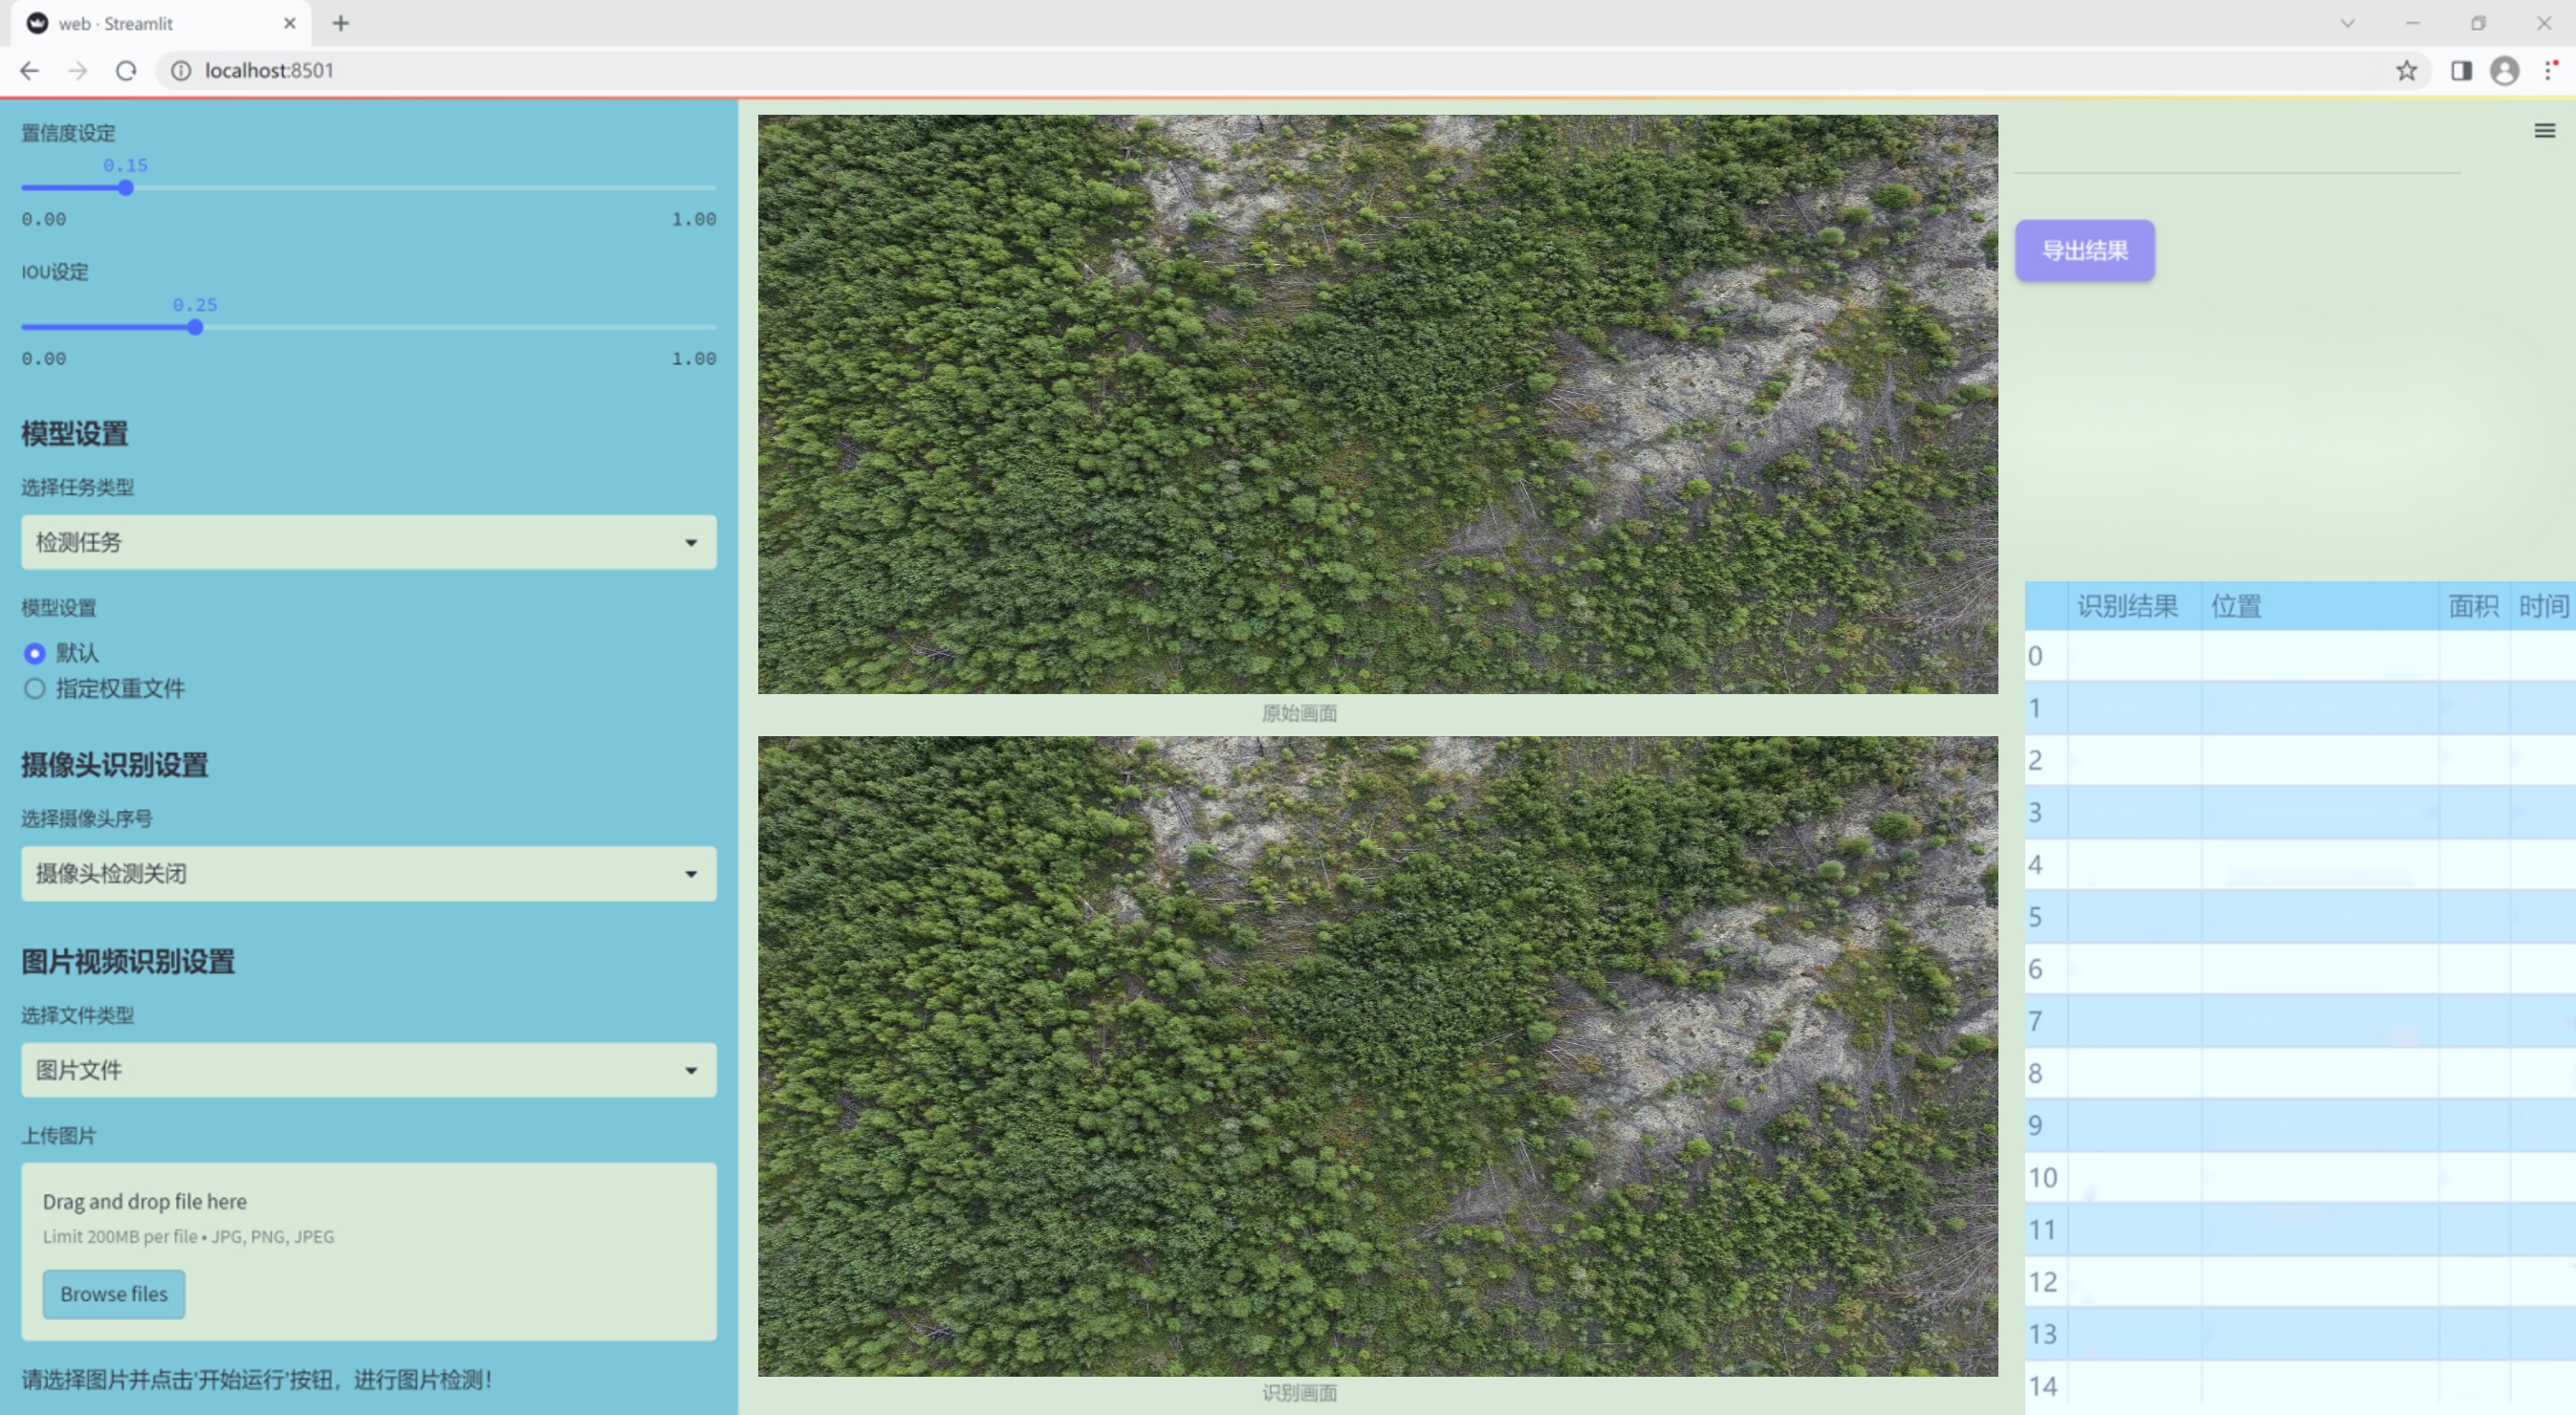 web · Streamlit
localhost:8501
置信度设定
0.15
0.00 1.00
IOU设定
0.25
0.00 1.00
模型设置
选择任务类型
检测任务
模型设置
默认
指定权重文件
摄像头识别设置
选择摄像头序号
摄像头检测关闭
图片视频识别设置
选择文件类型
图片文件
上传图片
Drag and drop file here
Limit 200MB per file • JPG, PNG, JPEG
Browse files
请选择图片并点击'开始运行'按钮，进行图片检测！
原始画面
识别画面
导出结果
识别结果 位置 面积 时间
0
1
2
3
4
5
6
7
8
9
10
11
12
13
14